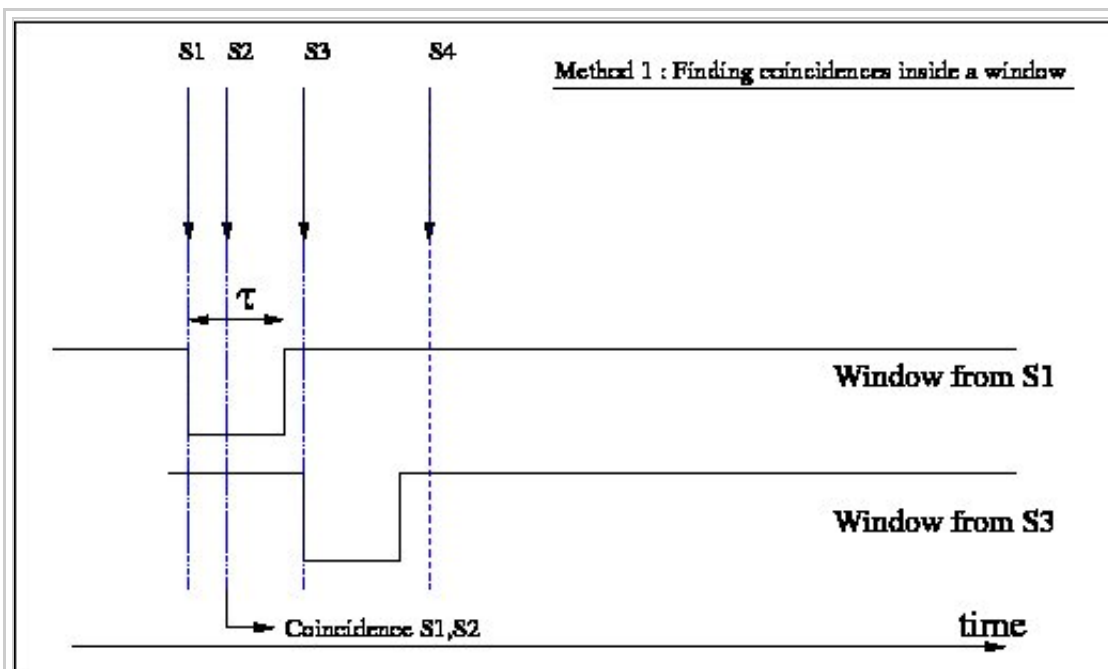 S1 S2 S3 S4
Method 1 : Finding coincidences inside a window
τ
Window from S1
Window from S3
Coincidence S1,S2
time